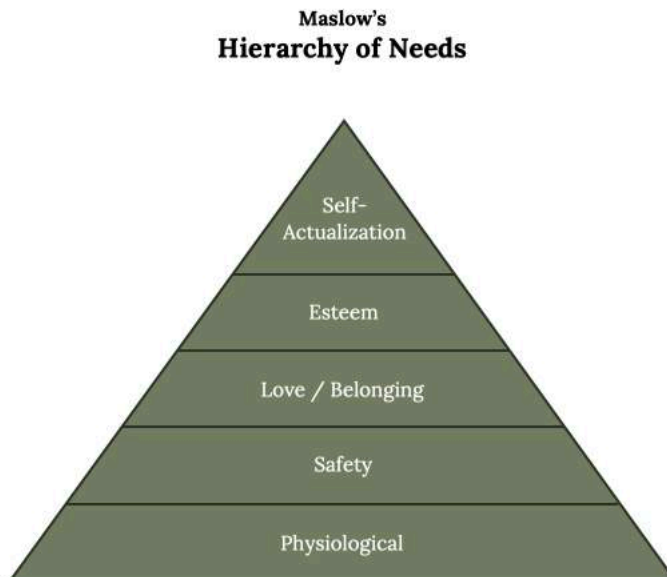 Maslow’s
Hierarchy of Needs
Self-
Actualization
Esteem
Love / Belonging
Safety
Physiological